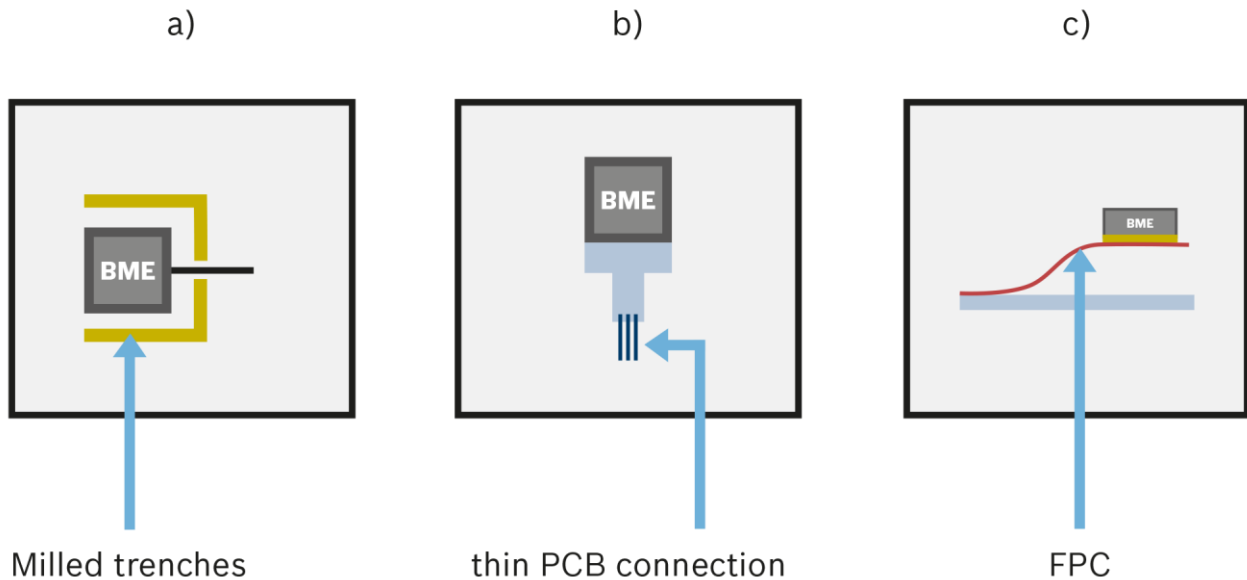 a)
b)
c)
BME
BME
BME
Milled trenches
thin PCB connection
FPC